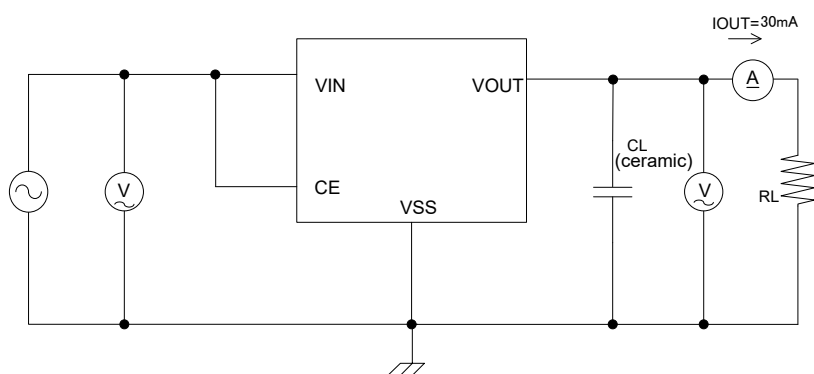 IOUT=30mA
VIN
VOUT
A
CL
(ceramic)
V
CE
V
RL
VSS